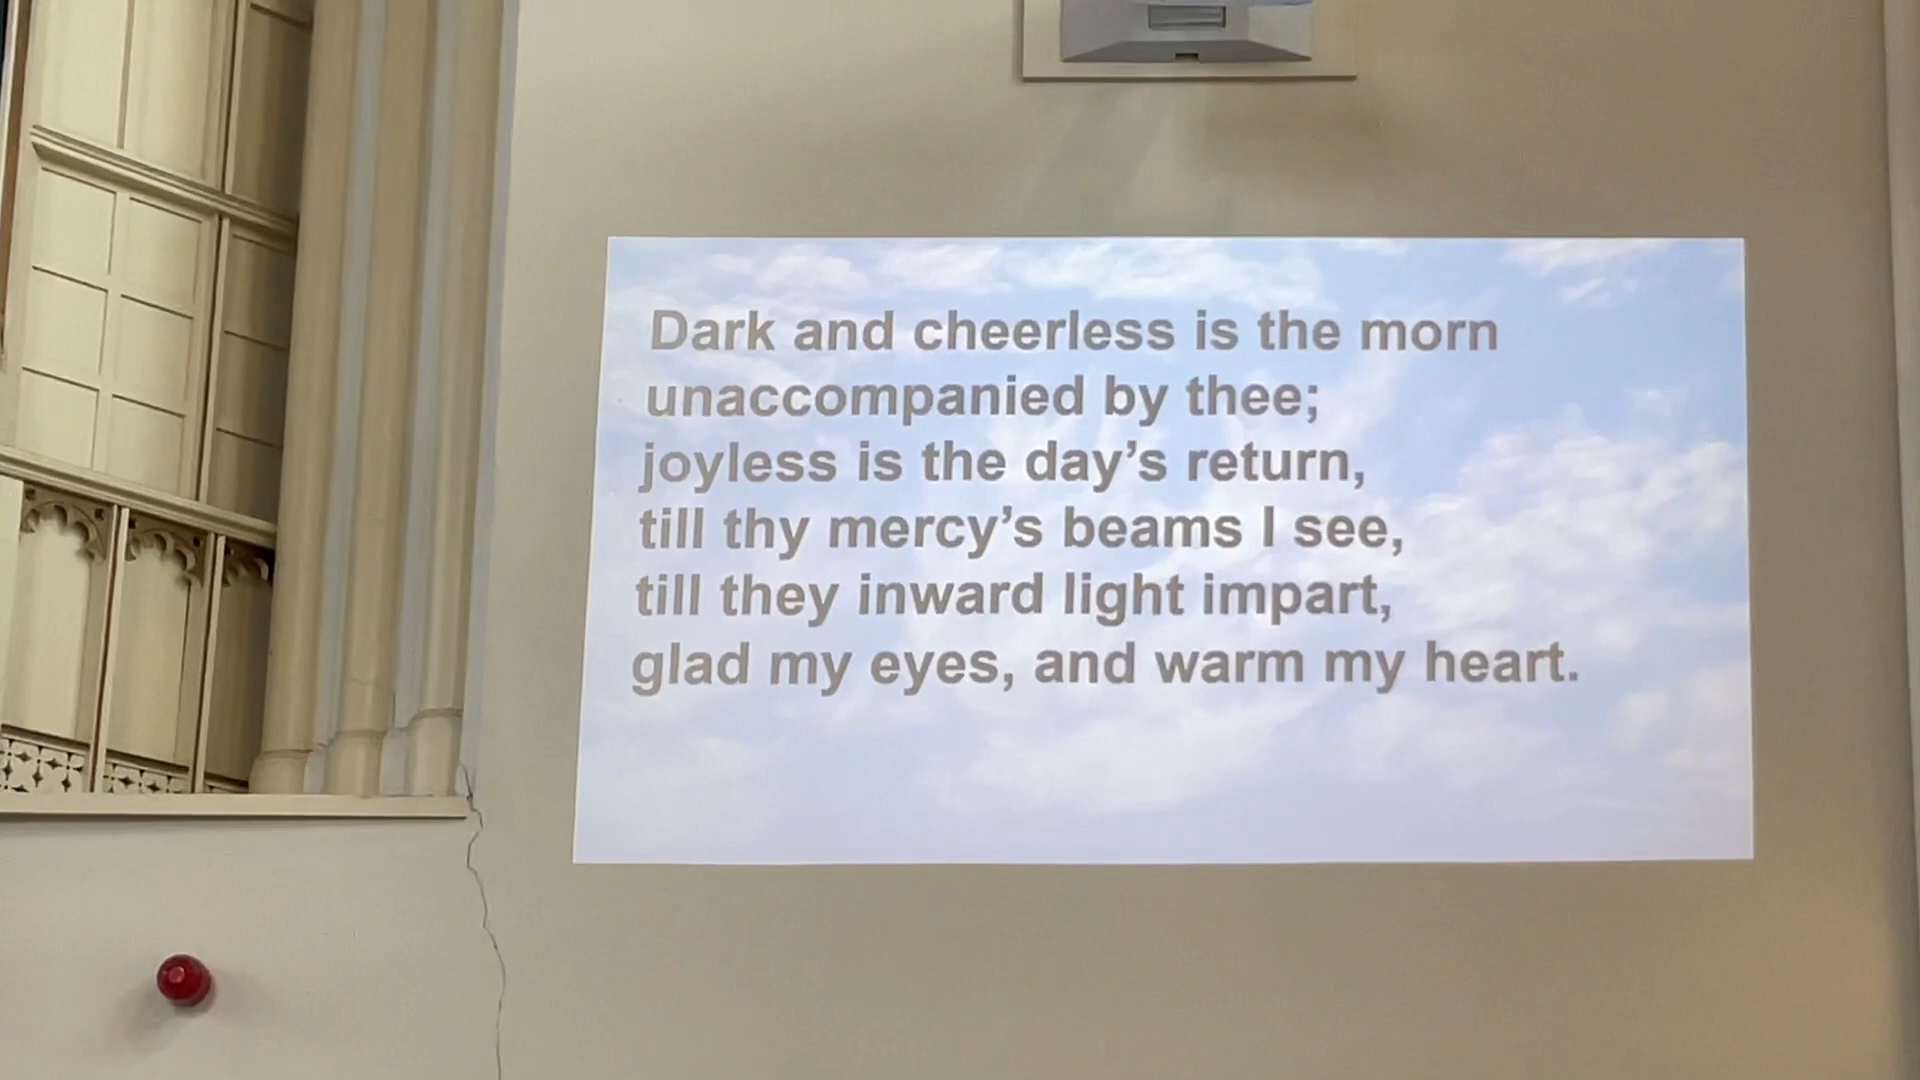 Dark and cheerless is the morn
unaccompanied by thee;
joyless is the day’s return,
till thy mercy’s beams I see,
till they inward light impart,
glad my eyes, and warm my heart.